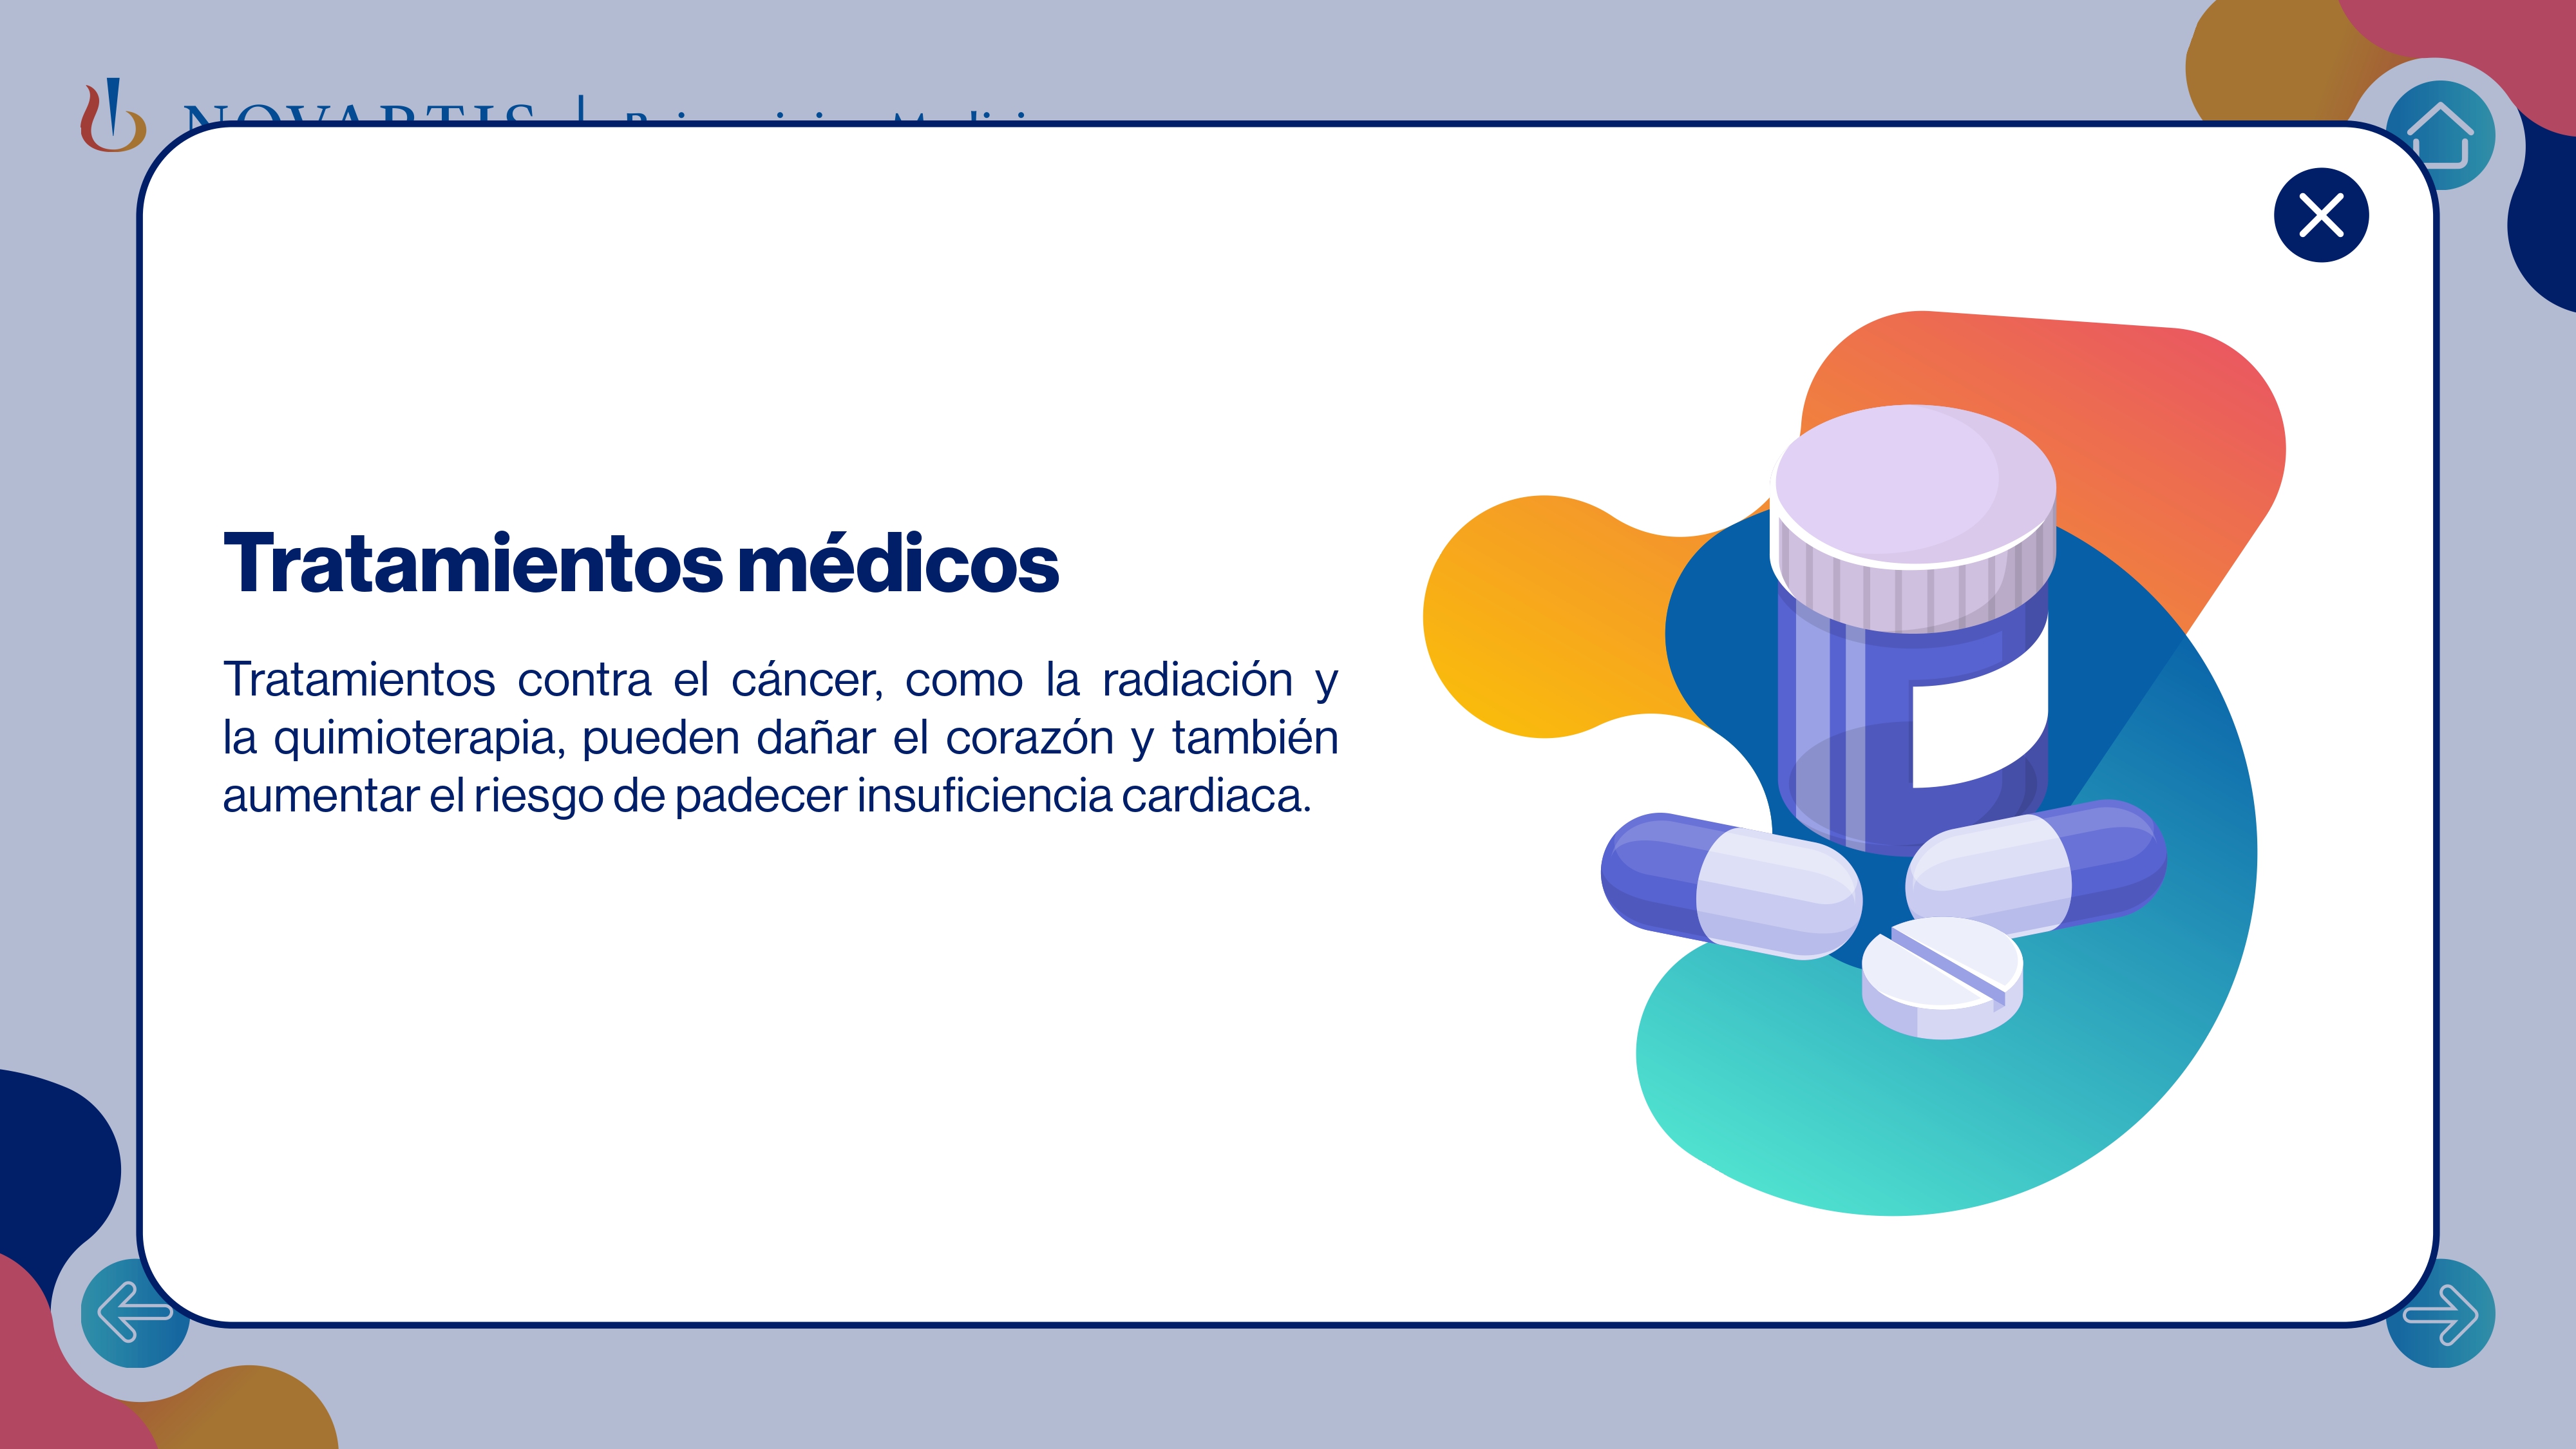 NOVARTIS
Tratamientos médicos
Tratamientos contra el cáncer, como la radiación y
la quimioterapia, pueden dañar el corazón y también
aumentar el riesgo de padecer insuficiencia cardiaca.